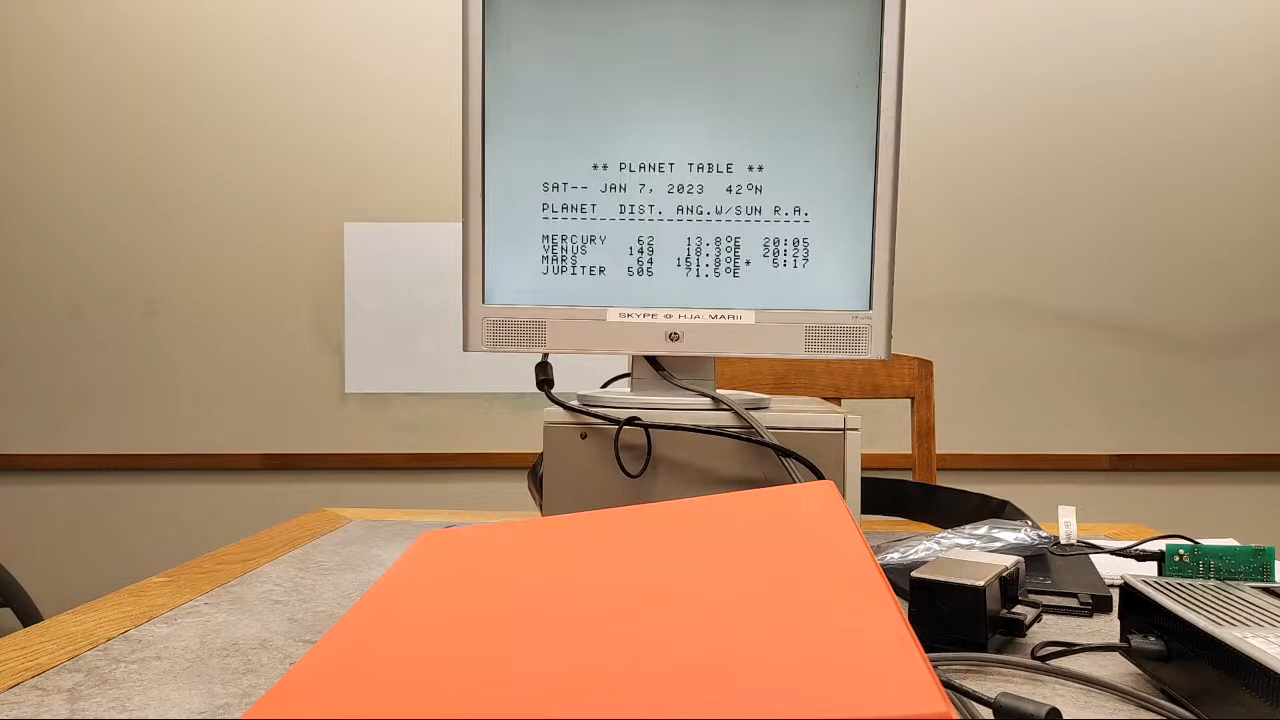 ** PLANET TABLE **
SAT-- JAN 7, 2023 42°N
PLANET DIST. ANG.W/SUN R.A.
MERCURY 62 13.8°E 20:05
VENUS 149 18.3°E 20:23
MARS 64 151.8°E* 5:17
JUPITER 505 71.5°E
SKYPE @ HJALMARII
hp